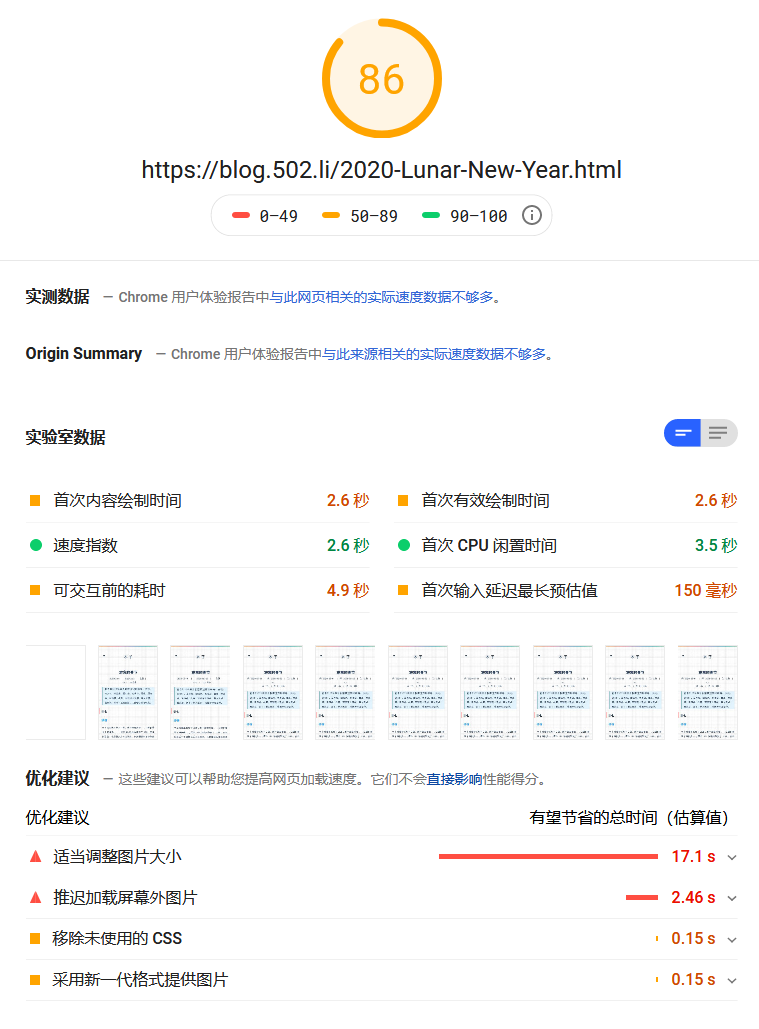 86
https://blog.502.li/2020-Lunar-New-Year.html
0–49 50–89 90–100
实测数据 — Chrome 用户体验报告中与此网页相关的实际速度数据不够多。
Origin Summary — Chrome 用户体验报告中与此来源相关的实际速度数据不够多。
实验室数据
首次内容绘制时间 2.6 秒 首次有效绘制时间 2.6 秒
速度指数 2.6 秒 首次 CPU 闲置时间 3.5 秒
可交互前的耗时 4.9 秒 首次输入延迟最长预估值 150 毫秒
优化建议 — 这些建议可以帮助您提高网页加载速度。它们不会直接影响性能得分。
优化建议 有望节省的总时间（估算值）
适当调整图片大小 17.1 s
推迟加载屏幕外图片 2.46 s
移除未使用的 CSS 0.15 s
采用新一代格式提供图片 0.15 s